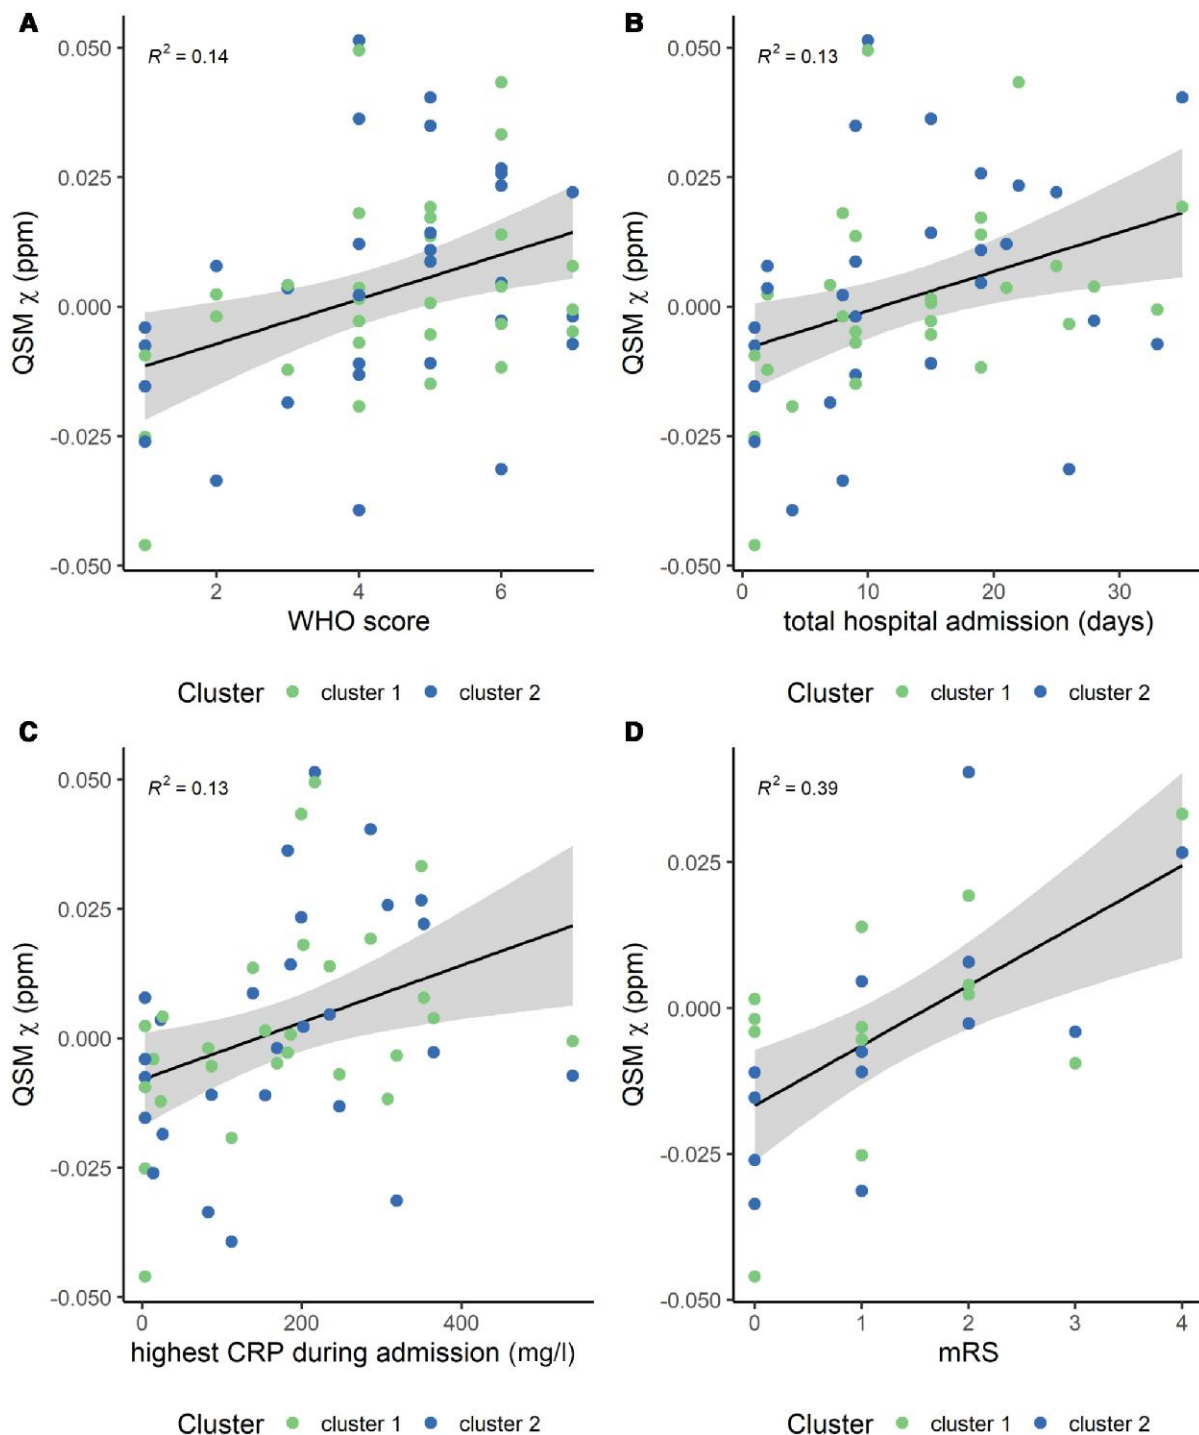 A
R² = 0.14
0.050
0.025
0.000
-0.025
-0.050
QSM χ (ppm)
2 4 6
WHO score
Cluster cluster 1 cluster 2
B
R² = 0.13
0.050
0.025
0.000
-0.025
-0.050
QSM χ (ppm)
0 10 20 30
total hospital admission (days)
Cluster cluster 1 cluster 2
C
R² = 0.13
0.050
0.025
0.000
-0.025
-0.050
QSM χ (ppm)
0 200 400
highest CRP during admission (mg/l)
Cluster cluster 1 cluster 2
D
R² = 0.39
0.025
0.000
-0.025
-0.050
QSM χ (ppm)
0 1 2 3 4
mRS
Cluster cluster 1 cluster 2